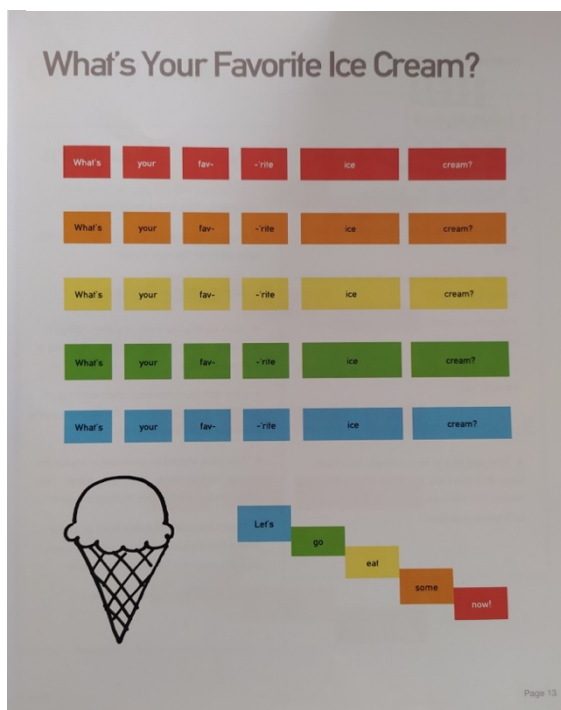 What's Your Favorite Ice Cream?
What's your fav- -'rite ice cream?
What's your fav- -'rite ice cream?
What's your fav- -'rite ice cream?
What's your fav- -'rite ice cream?
What's your fav- -'rite ice cream?
Let's
go
eat
some
now!
Page 13